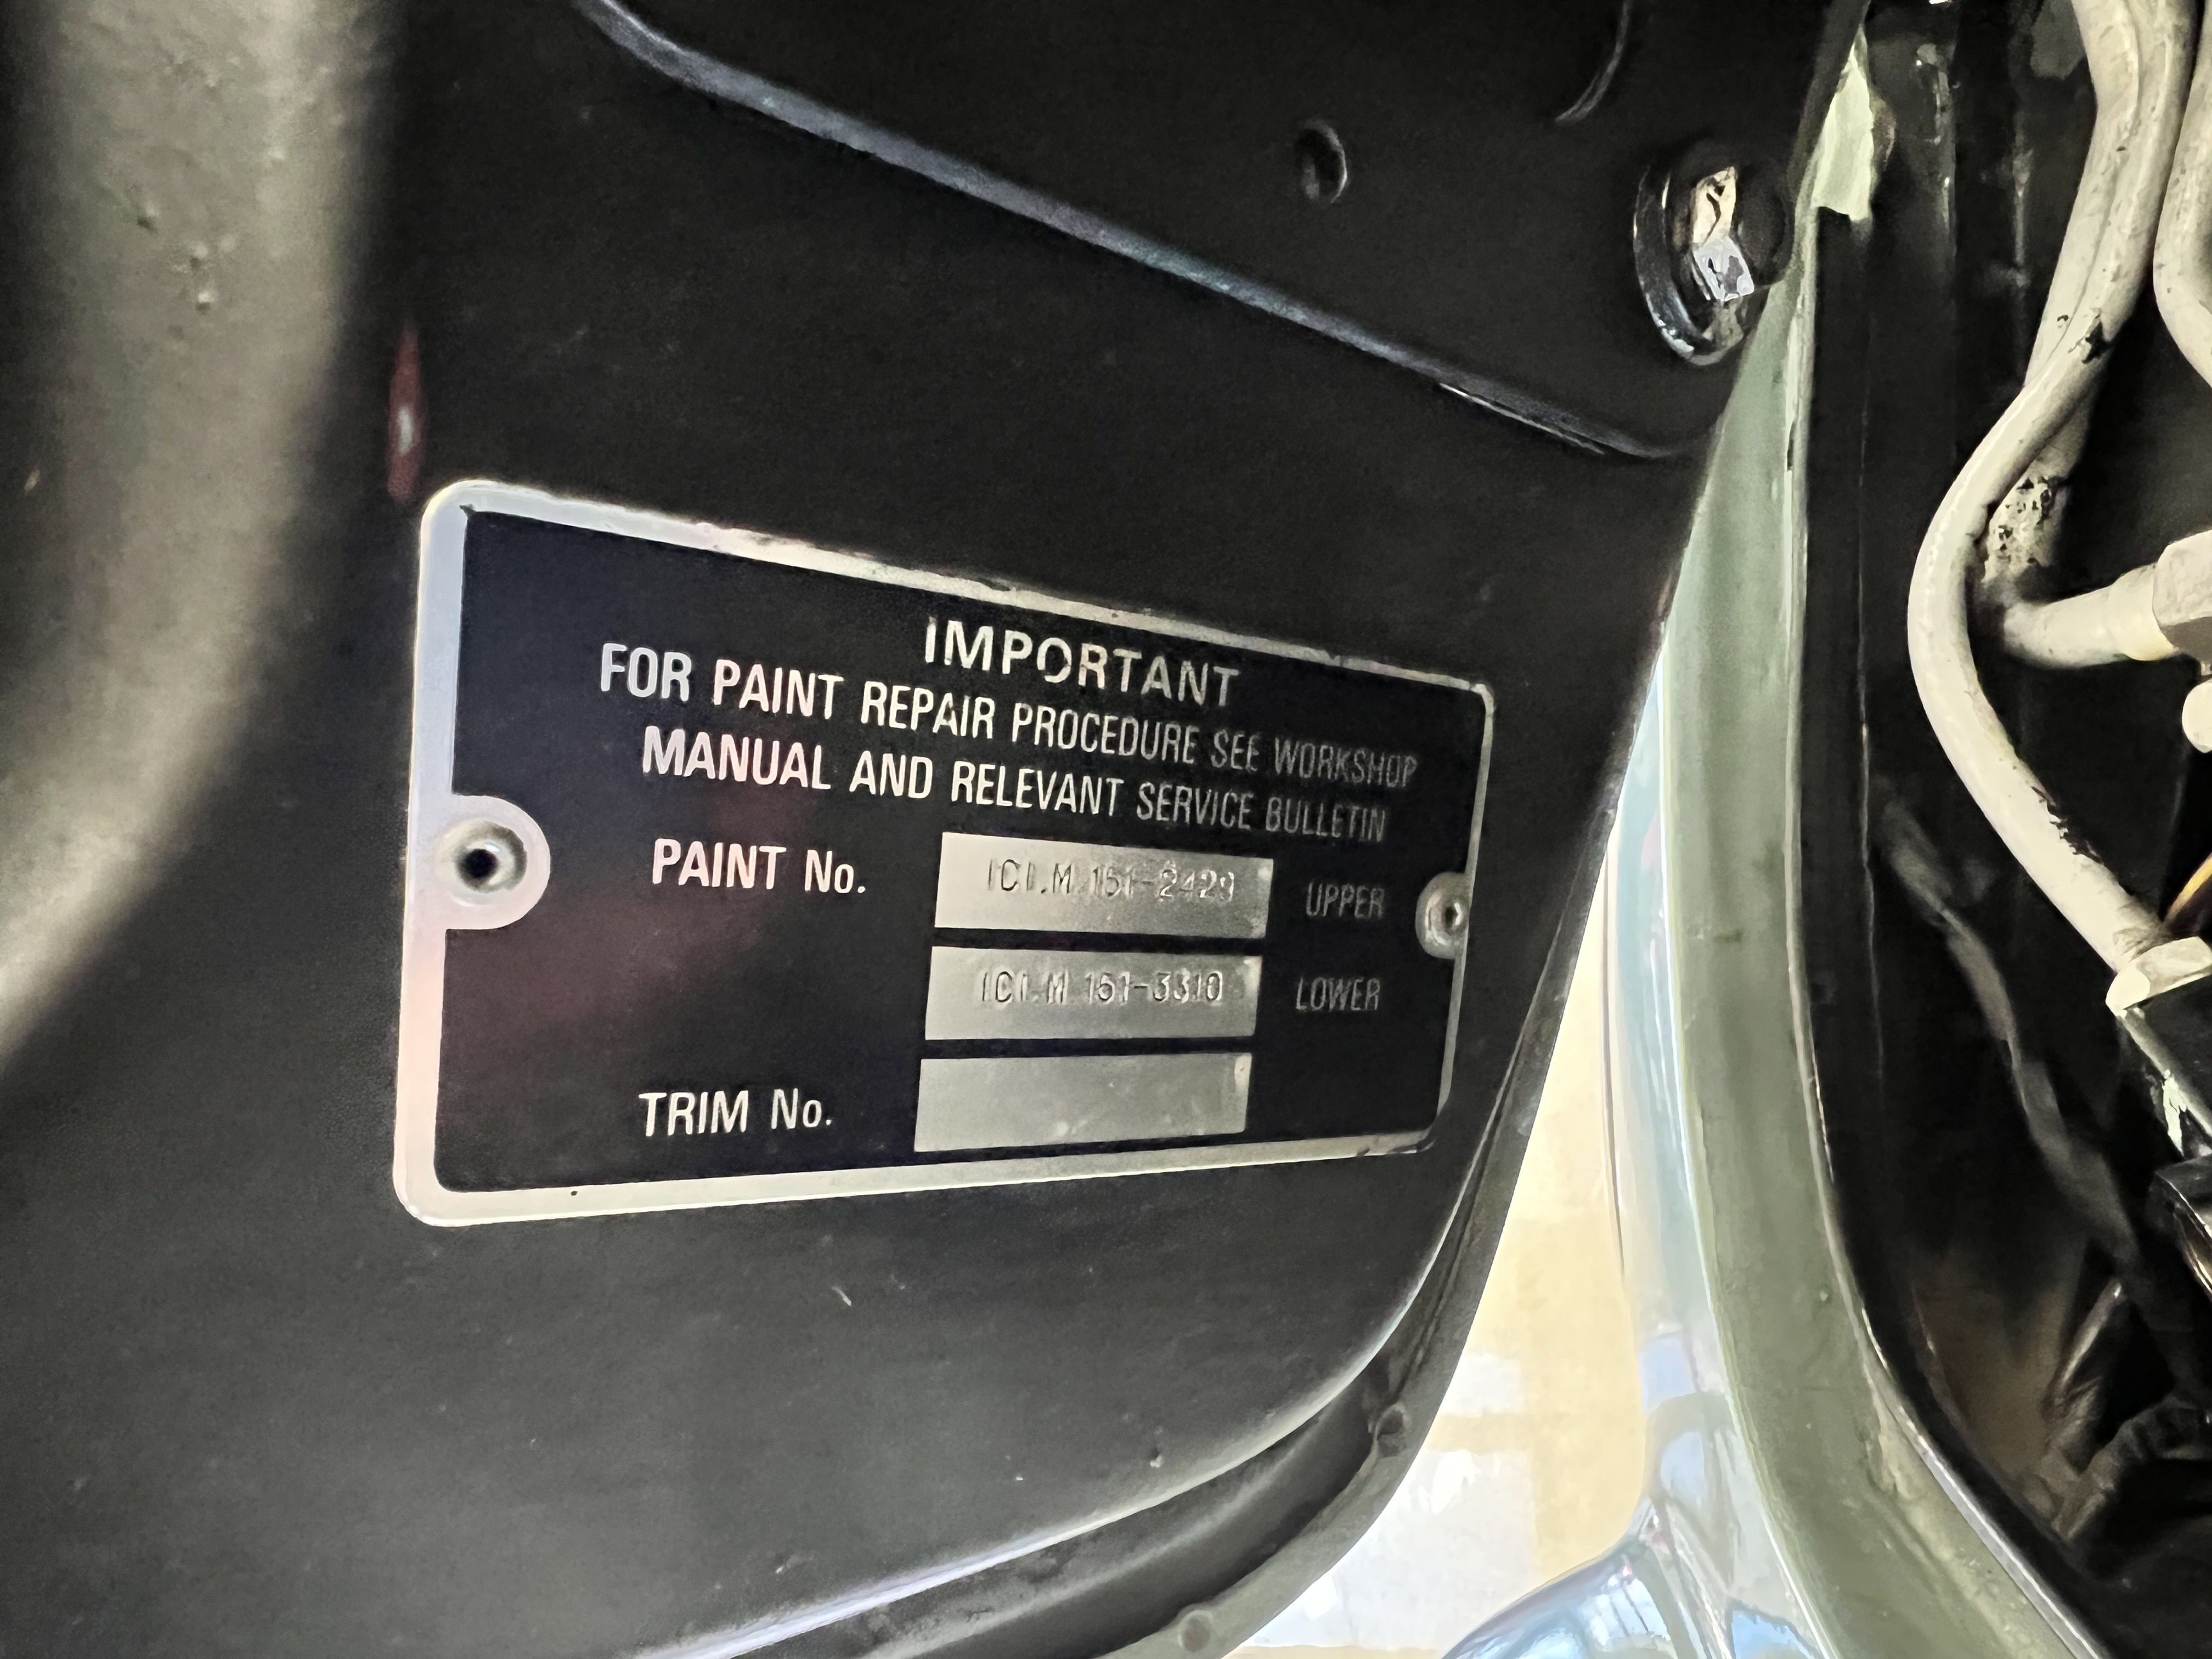 IMPORTANT
FOR PAINT REPAIR PROCEDURE SEE WORKSHOP
MANUAL AND RELEVANT SERVICE BULLETIN
PAINT No. ICI.M 151-2429 UPPER
ICI.M 151-3310 LOWER
TRIM No.